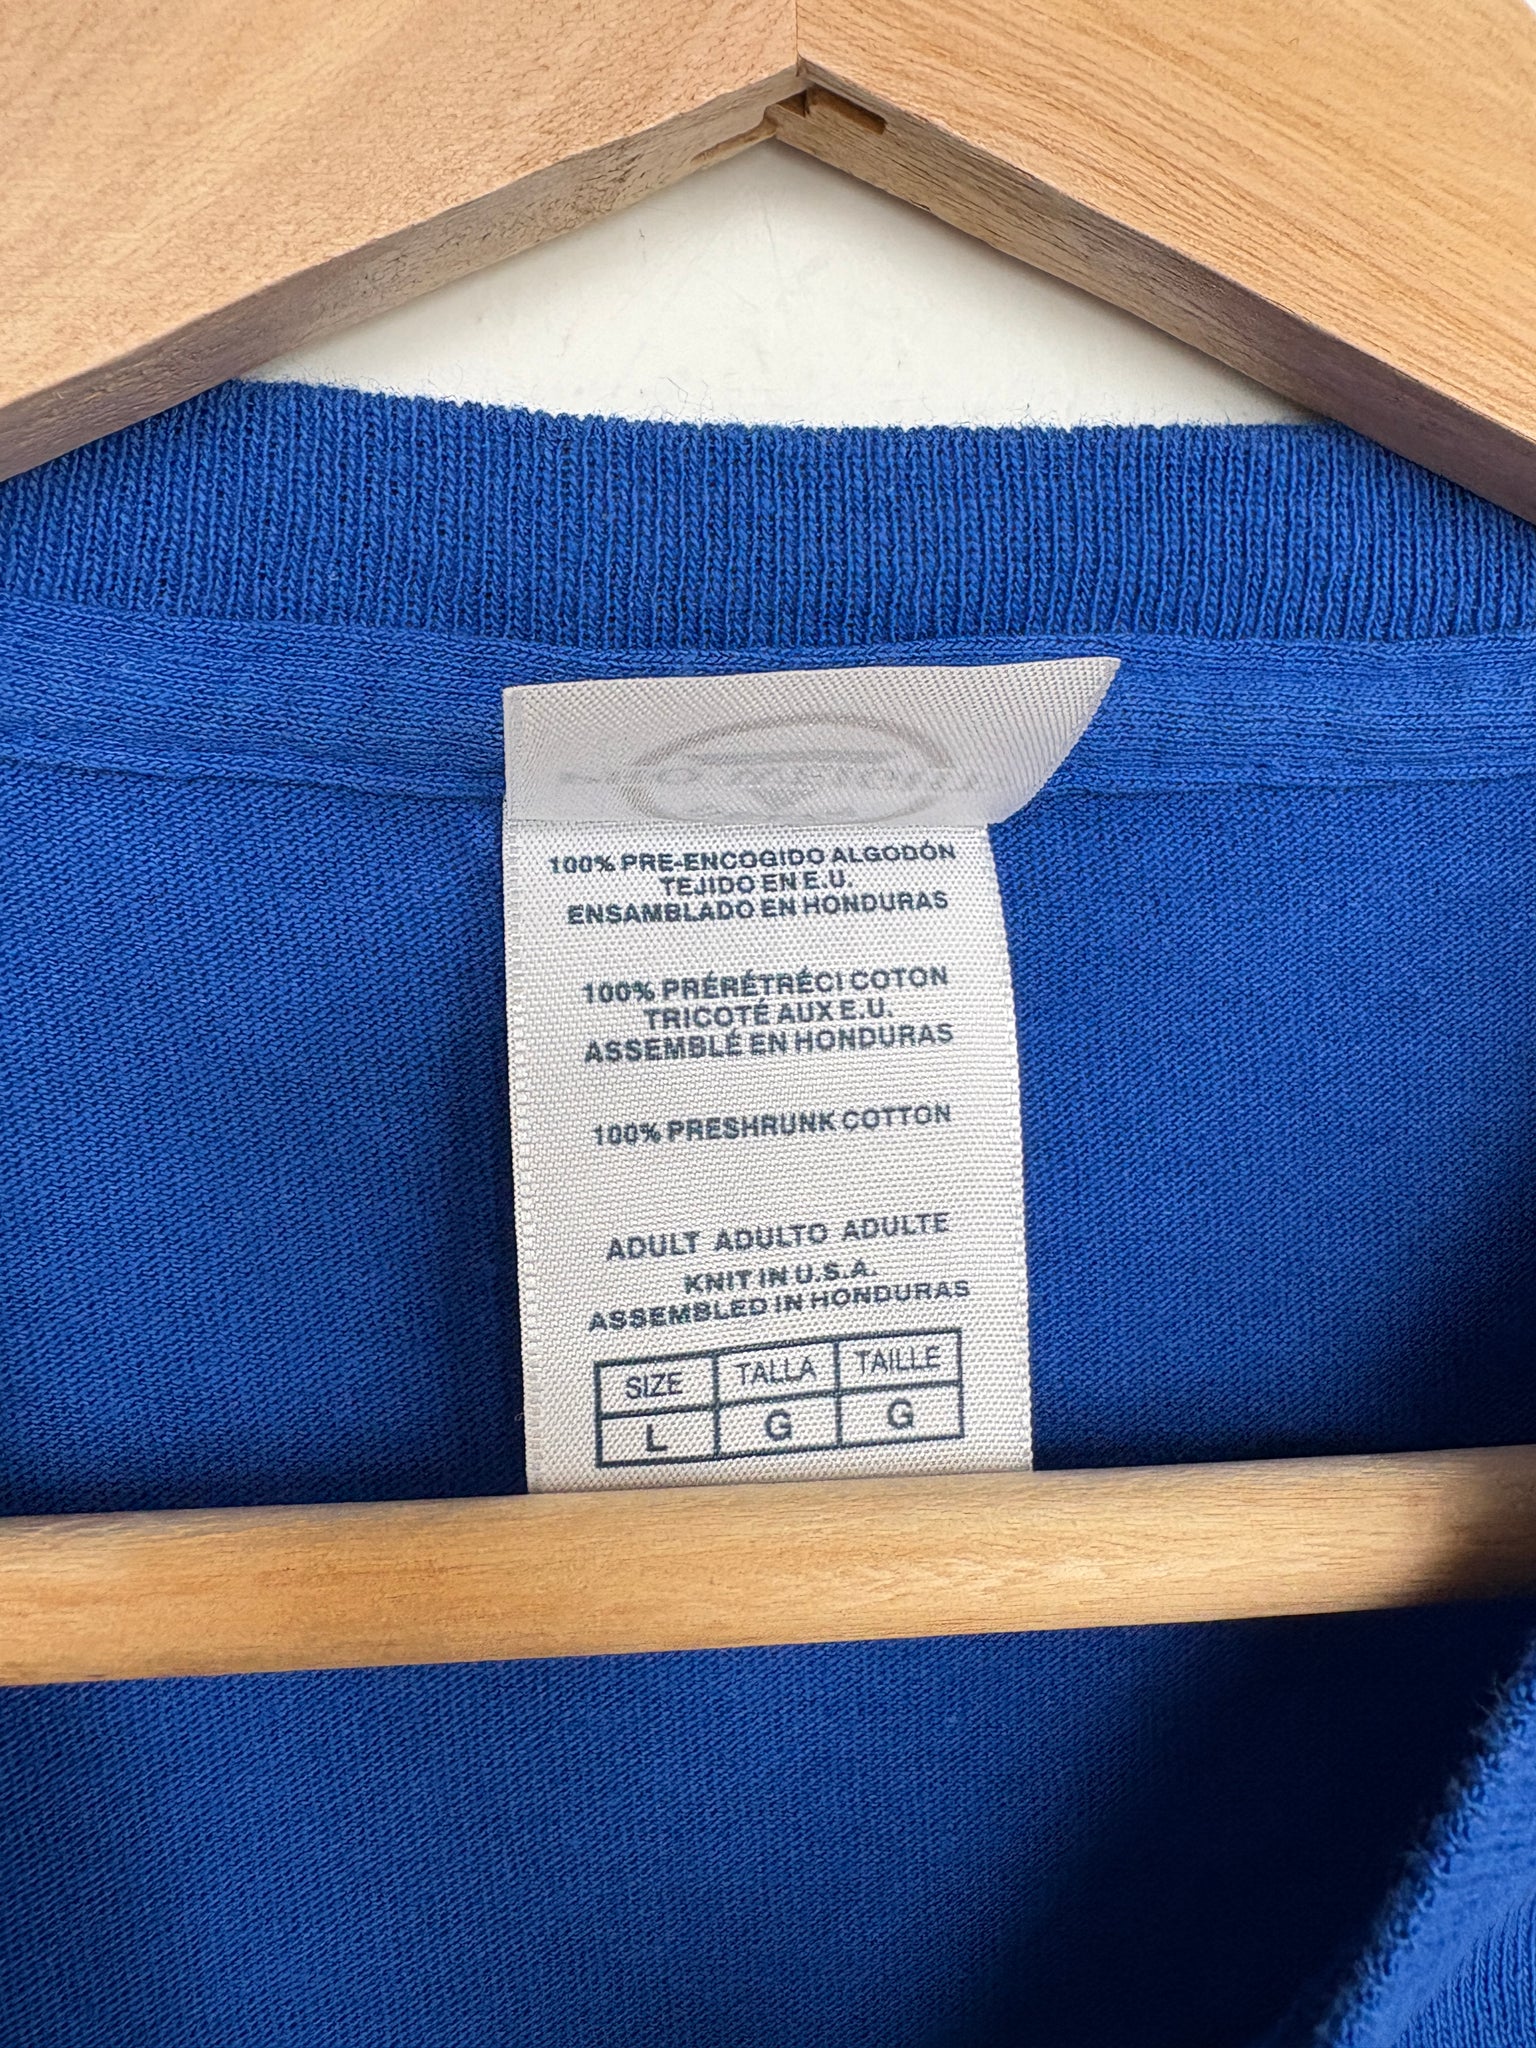 100% PRE-ENCOGIDO ALGODÓN
TEJIDO EN E.U.
ENSAMBLADO EN HONDURAS
100% PRÉRÉTRÉCI COTON
TRICOTÉ AUX E.U.
ASSEMBLÉ EN HONDURAS
100% PRESHRUNK COTTON
ADULT ADULTO ADULTE
KNIT IN U.S.A.
ASSEMBLED IN HONDURAS
SIZE TALLA TAILLE
L G G